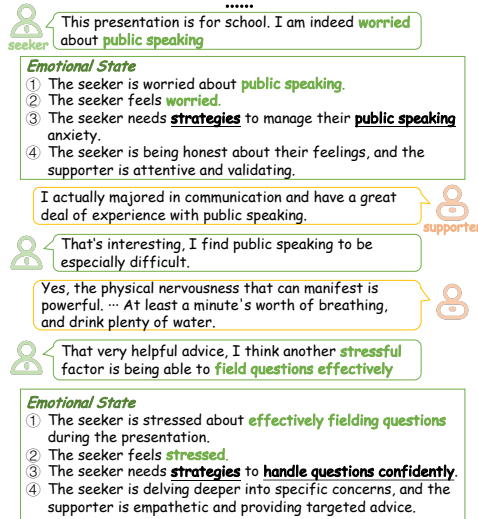 ......
This presentation is for school. I am indeed worried
about public speaking
seeker
Emotional State
① The seeker is worried about public speaking.
② The seeker feels worried.
③ The seeker needs strategies to manage their public speaking
anxiety.
④ The seeker is being honest about their feelings, and the
supporter is attentive and validating.
I actually majored in communication and have a great
deal of experience with public speaking.
supporter
That's interesting, I find public speaking to be
especially difficult.
Yes, the physical nervousness that can manifest is
powerful. ... At least a minute's worth of breathing,
and drink plenty of water.
That very helpful advice, I think another stressful
factor is being able to field questions effectively
Emotional State
① The seeker is stressed about effectively fielding questions
during the presentation.
② The seeker feels stressed.
③ The seeker needs strategies to handle questions confidently.
④ The seeker is delving deeper into specific concerns, and the
supporter is empathetic and providing targeted advice.